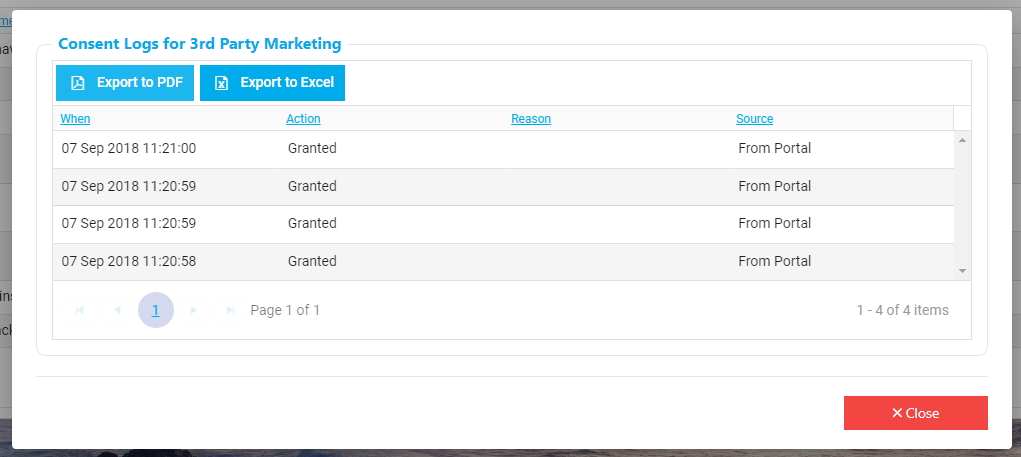 Consent Logs for 3rd Party Marketing
Export to PDF Export to Excel
When Action Reason Source
07 Sep 2018 11:21:00 Granted From Portal
07 Sep 2018 11:20:59 Granted From Portal
07 Sep 2018 11:20:59 Granted From Portal
07 Sep 2018 11:20:58 Granted From Portal
1 Page 1 of 1 1 - 4 of 4 items
Close